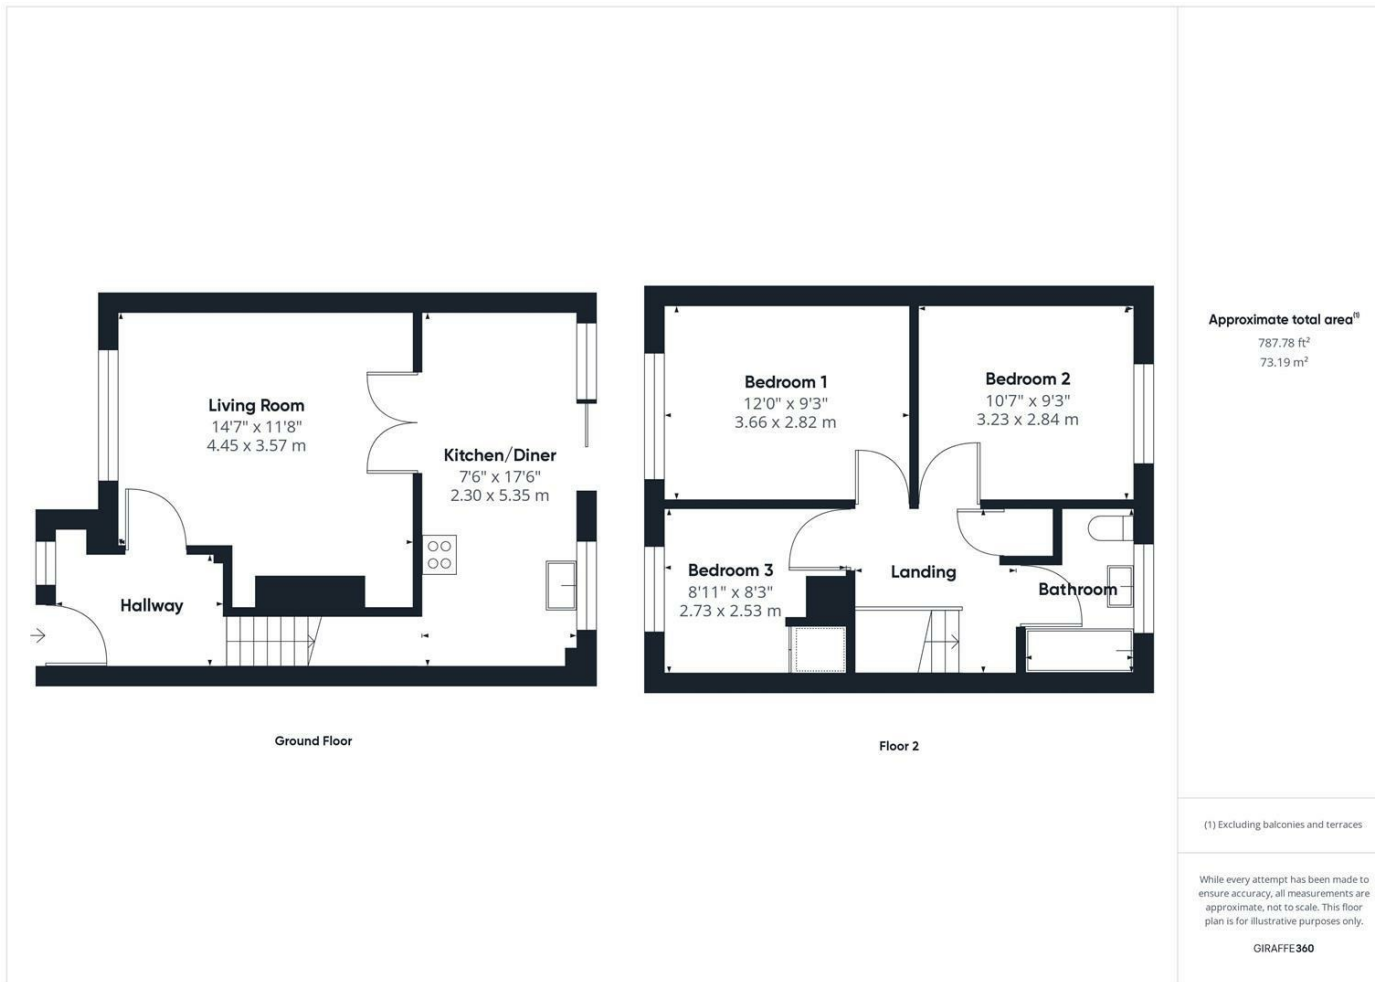 Living Room
14'7" x 11'8"
4.45 x 3.57 m
Kitchen/Diner
7'6" x 17'6"
2.30 x 5.35 m
Hallway
Ground Floor
Bedroom 1
12'0" x 9'3"
3.66 x 2.82 m
Bedroom 2
10'7" x 9'3"
3.23 x 2.84 m
Bedroom 3
8'11" x 8'3"
2.73 x 2.53 m
Landing
Bathroom
Floor 2
Approximate total area(1)
787.78 ft²
73.19 m²
(1) Excluding balconies and terraces
While every attempt has been made to
ensure accuracy, all measurements are
approximate, not to scale. This floor
plan is for illustrative purposes only.
GIRAFFE360